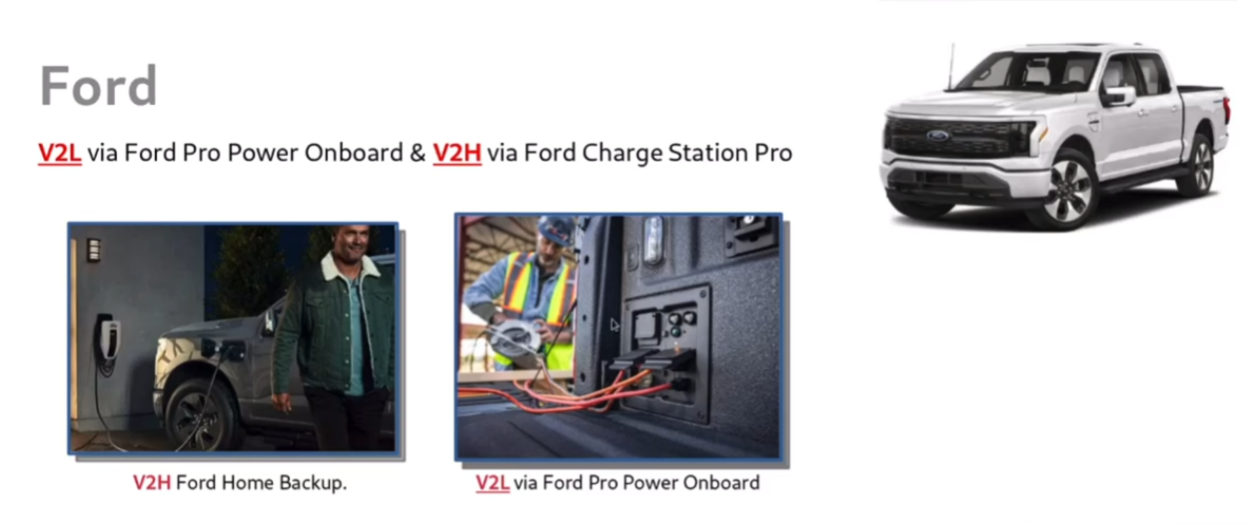 Ford
V2L via Ford Pro Power Onboard & V2H via Ford Charge Station Pro
Ford
V2H Ford Home Backup.
V2L via Ford Pro Power Onboard